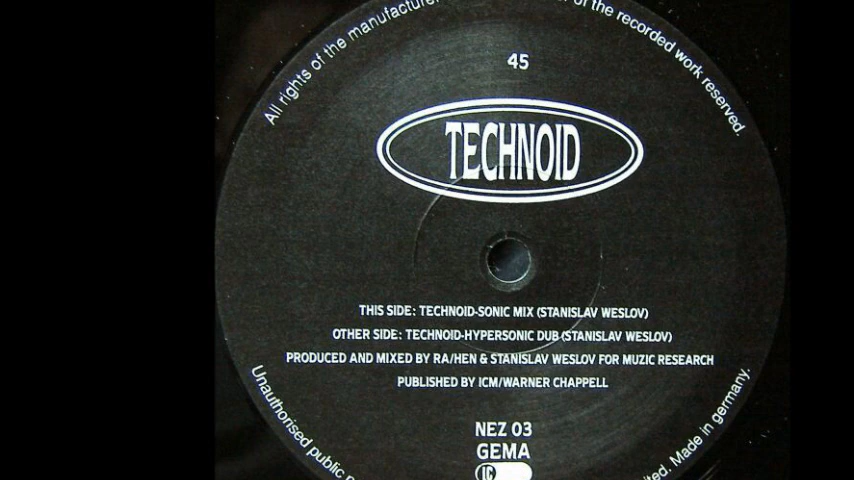 All rights of the manufacturer
of the recorded work reserved.
45
TECHNOID
THIS SIDE: TECHNOID-SONIC MIX (STANISLAV WESLOV)
OTHER SIDE: TECHNOID-HYPERSONIC DUB (STANISLAV WESLOV)
PRODUCED AND MIXED BY RA/HEN & STANISLAV WESLOV FOR MUZIC RESEARCH
PUBLISHED BY ICM/WARNER CHAPPELL
NEZ 03
GEMA
LC
Unauthorised public
Made in germany.